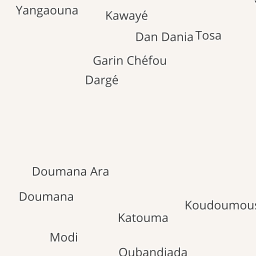 Yangaouna
Kawayé
Dan Dania
Tosa
Garin Chéfou
Dargé
Doumana Ara
Doumana
Koudoumous
Katouma
Modi
Oubandiada